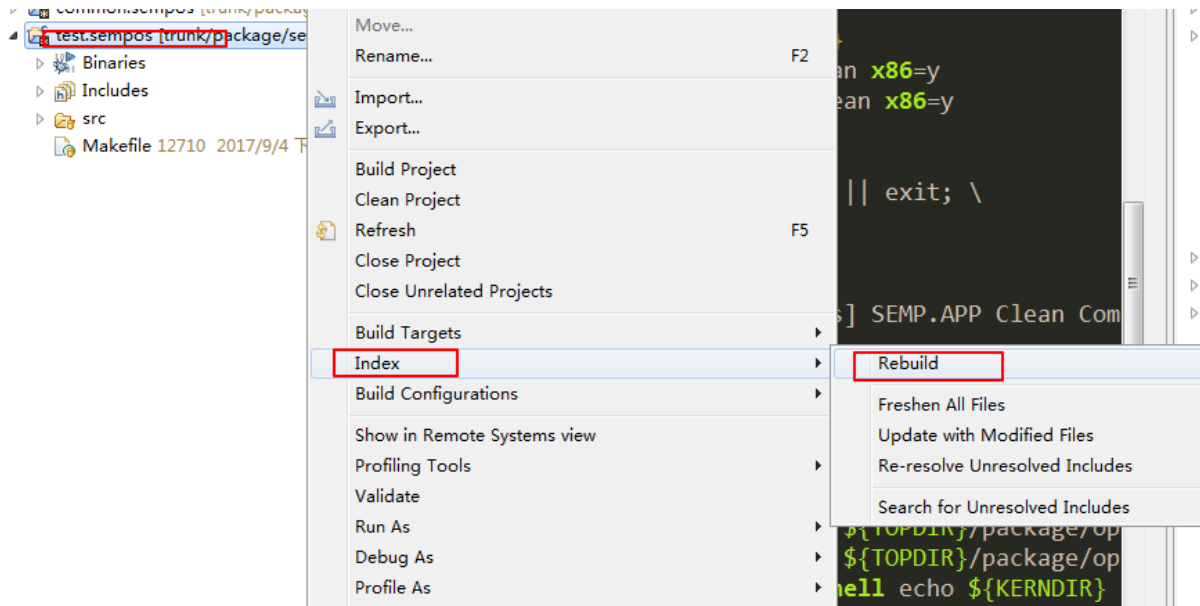 common.sempos [trunk/packag
test.sempos [trunk/package/se
Binaries
Includes
src
Makefile 12710 2017/9/4 下
Move...
Rename... F2
Import...
Export...
Build Project
Clean Project
Refresh F5
Close Project
Close Unrelated Projects
Build Targets
Index
Build Configurations
Show in Remote Systems view
Profiling Tools
Validate
Run As
Debug As
Profile As
Rebuild
Freshen All Files
Update with Modified Files
Re-resolve Unresolved Includes
Search for Unresolved Includes
}
an x86=y
ean x86=y
|| exit; \
s] SEMP.APP Clean Com
${TOPDIR}/package/op
${TOPDIR}/package/op
hell echo ${KERNDIR}